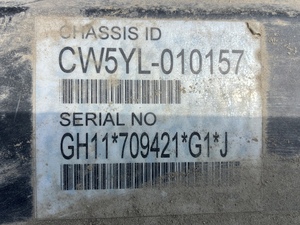 CHASSIS ID
CW5YL-010157
SERIAL NO
GH11*709421*G1*J